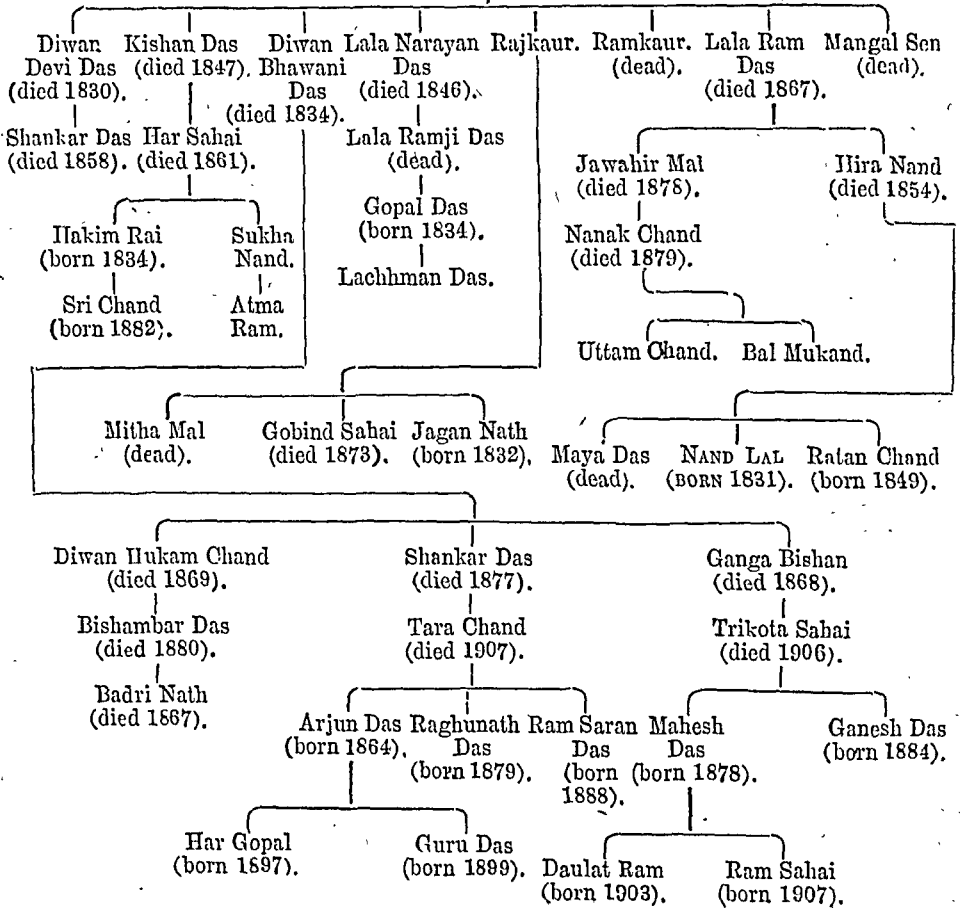 Diwan Kishan Das Diwan Lala Narayan Rajkaur. Ramkaur. Lala Ram Mangal Sen
Devi Das (died 1847). Bhawani Das (dead). Das (dead).
(died 1830). Das (died 1846). (died 1867).
(died 1834).
Shankar Das Har Sahai Lala Ramji Das
(died 1858). (died 1861). (dead).
Jawahir Mal Hira Nand
(died 1878). (died 1854).
Gopal Das
(born 1834).
Hakim Rai Sukha Nanak Chand
(born 1834). Nand. (died 1879).
Lachhman Das.
Sri Chand Atma
(born 1882). Ram.
Uttam Chand. Bal Mukand.
Mitha Mal Gobind Sahai Jagan Nath
(dead). (died 1873). (born 1832).
Maya Das NAND LAL Ratan Chand
(dead). (BORN 1831). (born 1849).
Diwan Hukam Chand Shankar Das Ganga Bishan
(died 1869). (died 1877). (died 1868).
Bishambar Das Tara Chand Trikota Sahai
(died 1880). (died 1907). (died 1906).
Badri Nath
(died 1867).
Arjun Das Raghunath Ram Saran Mahesh Ganesh Das
(born 1864). Das Das Das (born 1884).
(born 1879). (born (born 1878).
1888).
Har Gopal Guru Das
(born 1897). (born 1899).
Daulat Ram Ram Sahai
(born 1903). (born 1907).